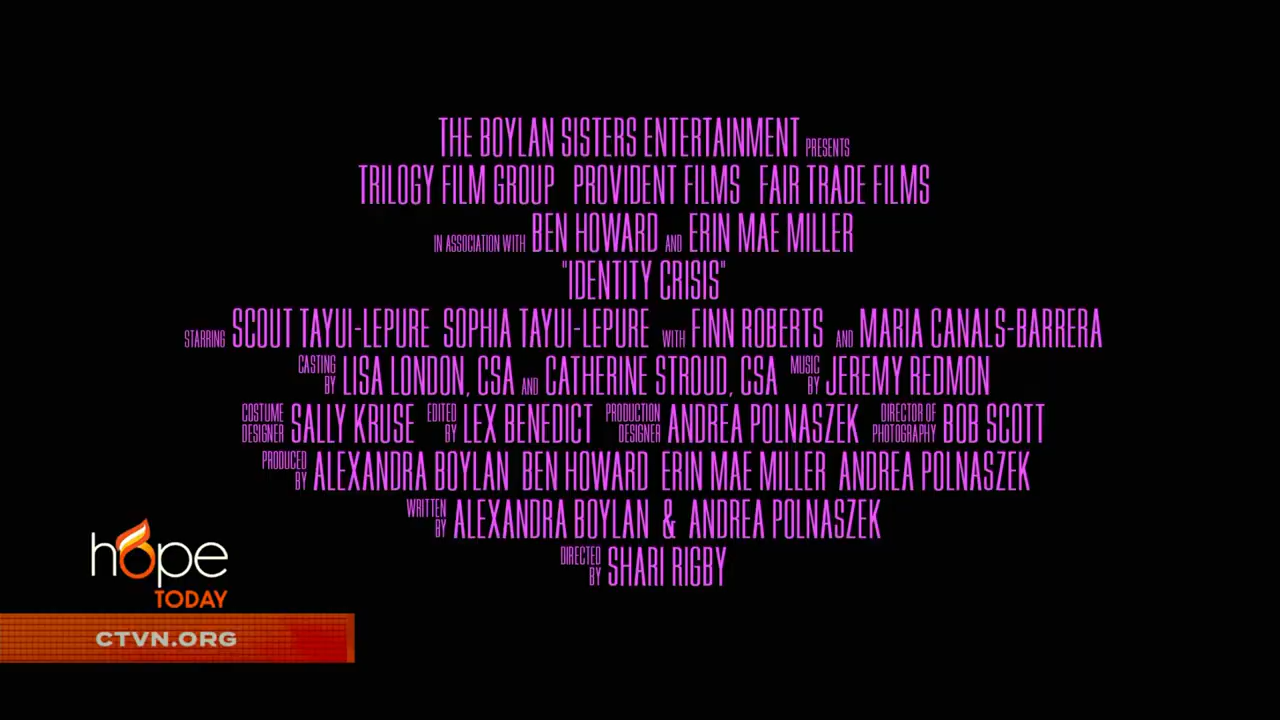 THE BOYLAN SISTERS ENTERTAINMENT PRESENTS
TRILOGY FILM GROUP PROVIDENT FILMS FAIR TRADE FILMS
IN ASSOCIATION WITH BEN HOWARD AND ERIN MAE MILLER
"IDENTITY CRISIS"
STARRING SCOUT TAYUI-LEPURE SOPHIA TAYUI-LEPURE WITH FINN ROBERTS AND MARIA CANALS-BARRERA
CASTING BY LISA LONDON, CSA AND CATHERINE STROUD, CSA MUSIC BY JEREMY REDMON
COSTUME DESIGNER SALLY KRUSE EDITED BY LEX BENEDICT PRODUCTION DESIGNER ANDREA POLNASZEK DIRECTOR OF PHOTOGRAPHY BOB SCOTT
PRODUCED BY ALEXANDRA BOYLAN BEN HOWARD ERIN MAE MILLER ANDREA POLNASZEK
WRITTEN BY ALEXANDRA BOYLAN & ANDREA POLNASZEK
DIRECTED BY SHARI RIGBY
hope
TODAY
CTVN.ORG